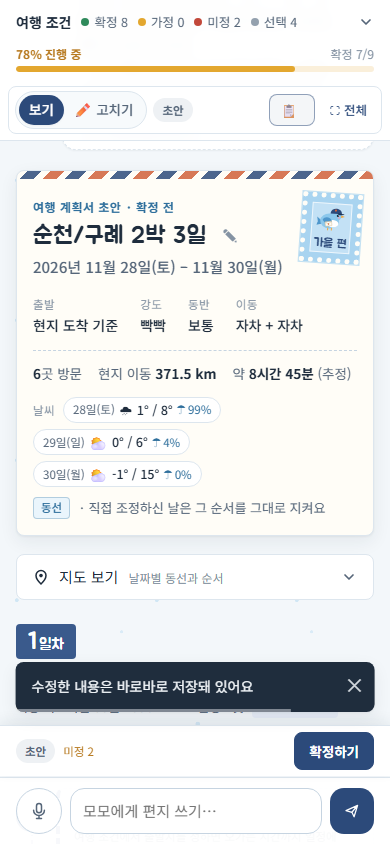 여행 조건 확정 8 가정 0 미정 2 선택 4
78% 진행 중 확정 7/9
보기 고치기 초안 전체
여행 계획서 초안 · 확정 전
순천/구례 2박 3일
가을 편
2026년 11월 28일(토) – 11월 30일(월)
출발 강도 동반 이동
현지 도착 기준 빡빡 보통 자차 + 자차
6곳 방문 현지 이동 371.5 km 약 8시간 45분 (추정)
날씨 28일(토) 1° / 8° 99%
29일(일) 0° / 6° 4%
30일(월) -1° / 15° 0%
동선 · 직접 조정하신 날은 그 순서를 그대로 지켜요
지도 보기 날짜별 동선과 순서
1일차
수정한 내용은 바로바로 저장돼 있어요
초안 미정 2 확정하기
모모에게 편지 쓰기…